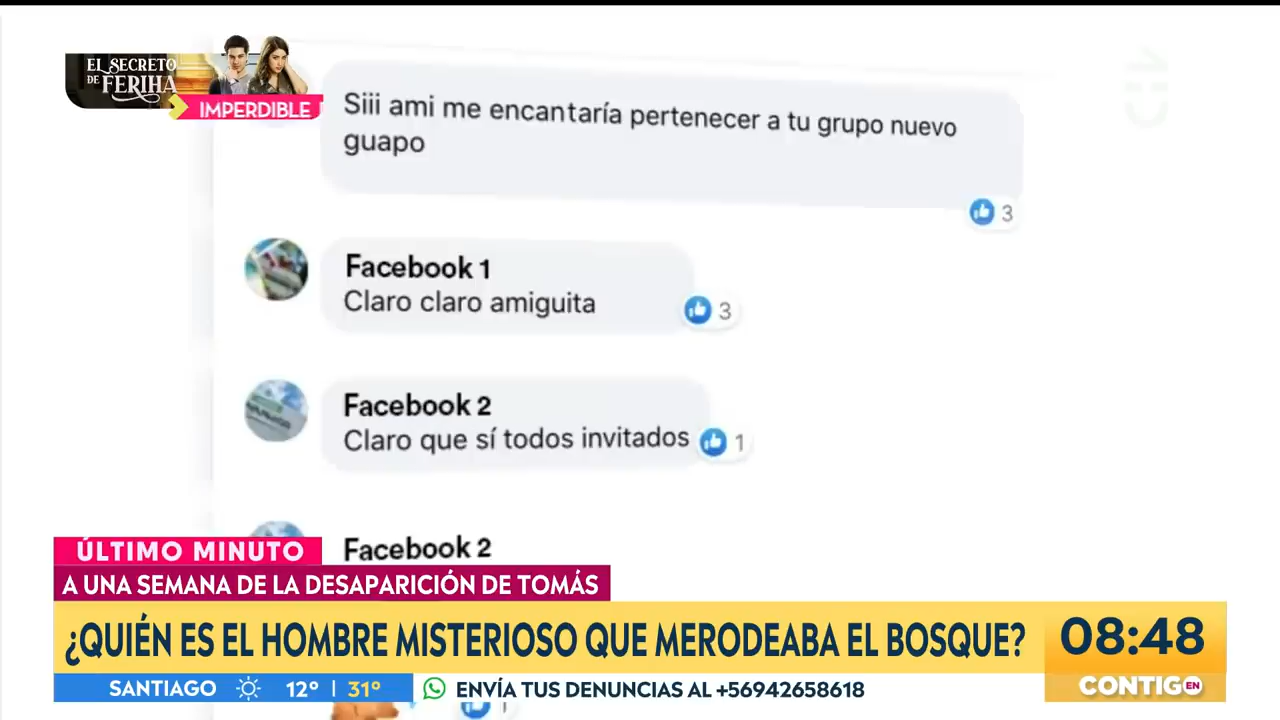 EL SECRETO
DE FERIHA
IMPERDIBLE
CHV
Siii ami me encantaría pertenecer a tu grupo nuevo
guapo
3
Facebook 1
Claro claro amiguita
3
Facebook 2
Claro que sí todos invitados
1
Facebook 2
ÚLTIMO MINUTO
A UNA SEMANA DE LA DESAPARICIÓN DE TOMÁS
¿QUIÉN ES EL HOMBRE MISTERIOSO QUE MERODEABA EL BOSQUE?
08:48
SANTIAGO 12° | 31° ENVÍA TUS DENUNCIAS AL +56942658618
CONTIGO EN